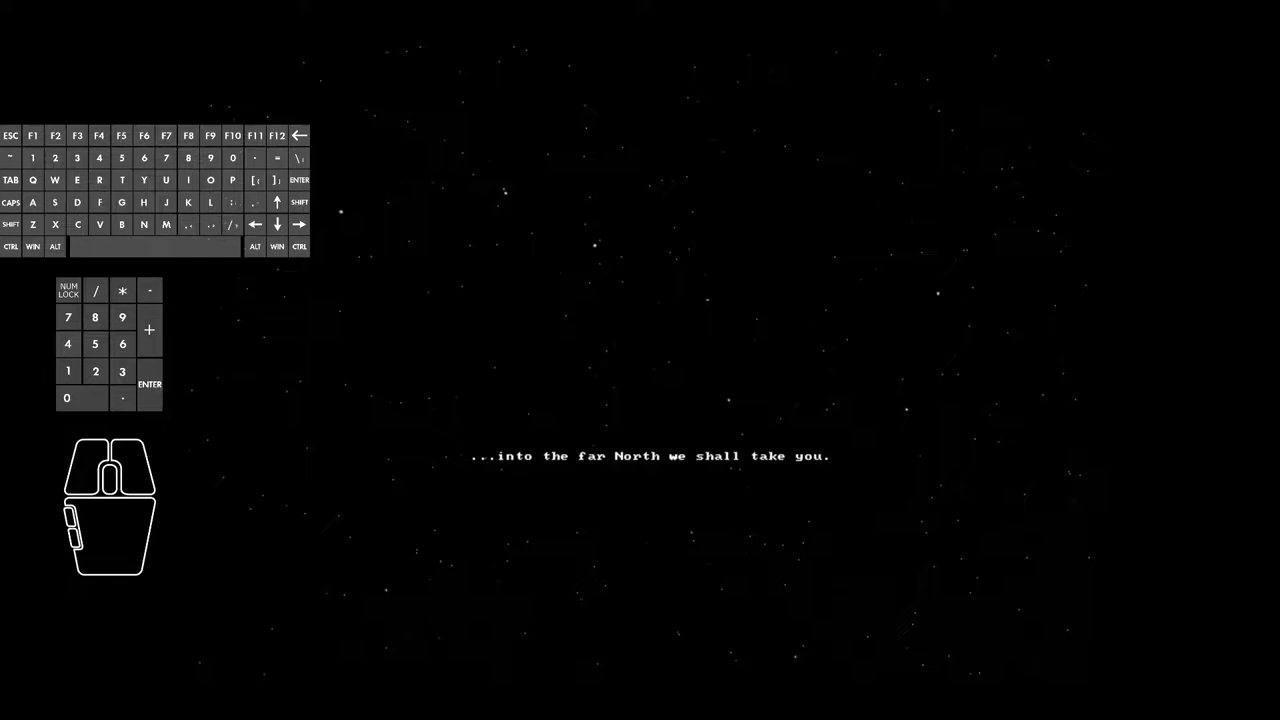 ESC F1 F2 F3 F4 F5 F6 F7 F8 F9 F10 F11 F12 ←
~ 1 2 3 4 5 6 7 8 9 0 - = \|
TAB Q W E R T Y U I O P [{ ]} ENTER
CAPS A S D F G H J K L ↑ SHIFT
SHIFT Z X C V B N M / ← ↓ →
CTRL WIN ALT ALT WIN CTRL
NUM
LOCK / * -
7 8 9 +
4 5 6
1 2 3 ENTER
0 .
...into the far North we shall take you.